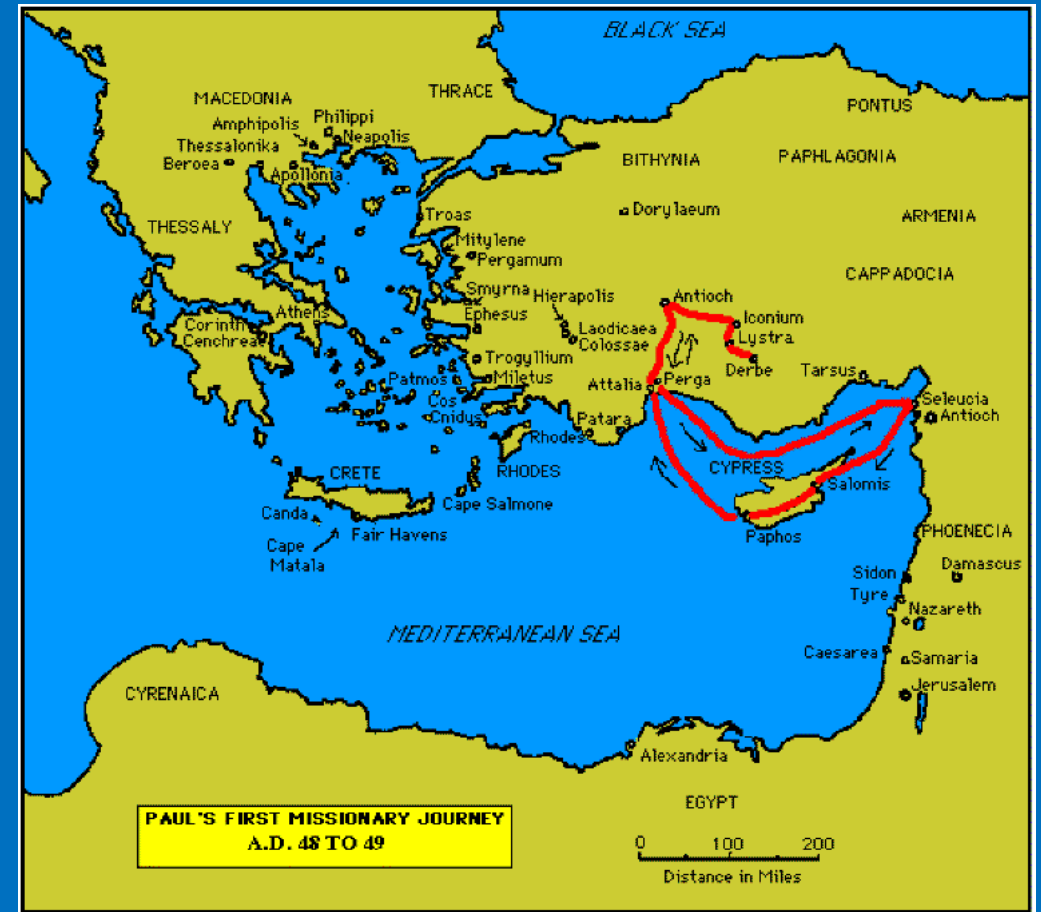 BLACK SEA
THRACE
MACEDONIA
PONTUS
Philippi
Amphipolis
Neapolis
Thessalonika
BITHYNIA
PAPHLAGONIA
Beroea
Apollonia
Dorylaeum
Troas
ARMENIA
THESSALY
Mitylene
Pergamum
CAPPADOCIA
Smyrna
Hierapolis
Antioch
Ephesus
Athens
Iconium
Corinth
Laodicaea
Lystra
Cenchrea
Colossae
Trogyllium
Derbe
Tarsus
Patmos
Miletus
Attalia
Perga
Cos
Seleucia
Cnidus
Patara
Antioch
Rhodes
CRETE
RHODES
CYPRESS
Salomis
Cape Salmone
Canda
Fair Havens
Paphos
PHOENECIA
Cape
Matala
Damascus
Sidon
Tyre
Nazareth
MEDITERRANEAN SEA
Caesarea
Samaria
Jerusalem
CYRENAICA
Alexandria
EGYPT
PAUL'S FIRST MISSIONARY JOURNEY
A.D. 48 TO 49
0 100 200
Distance in Miles